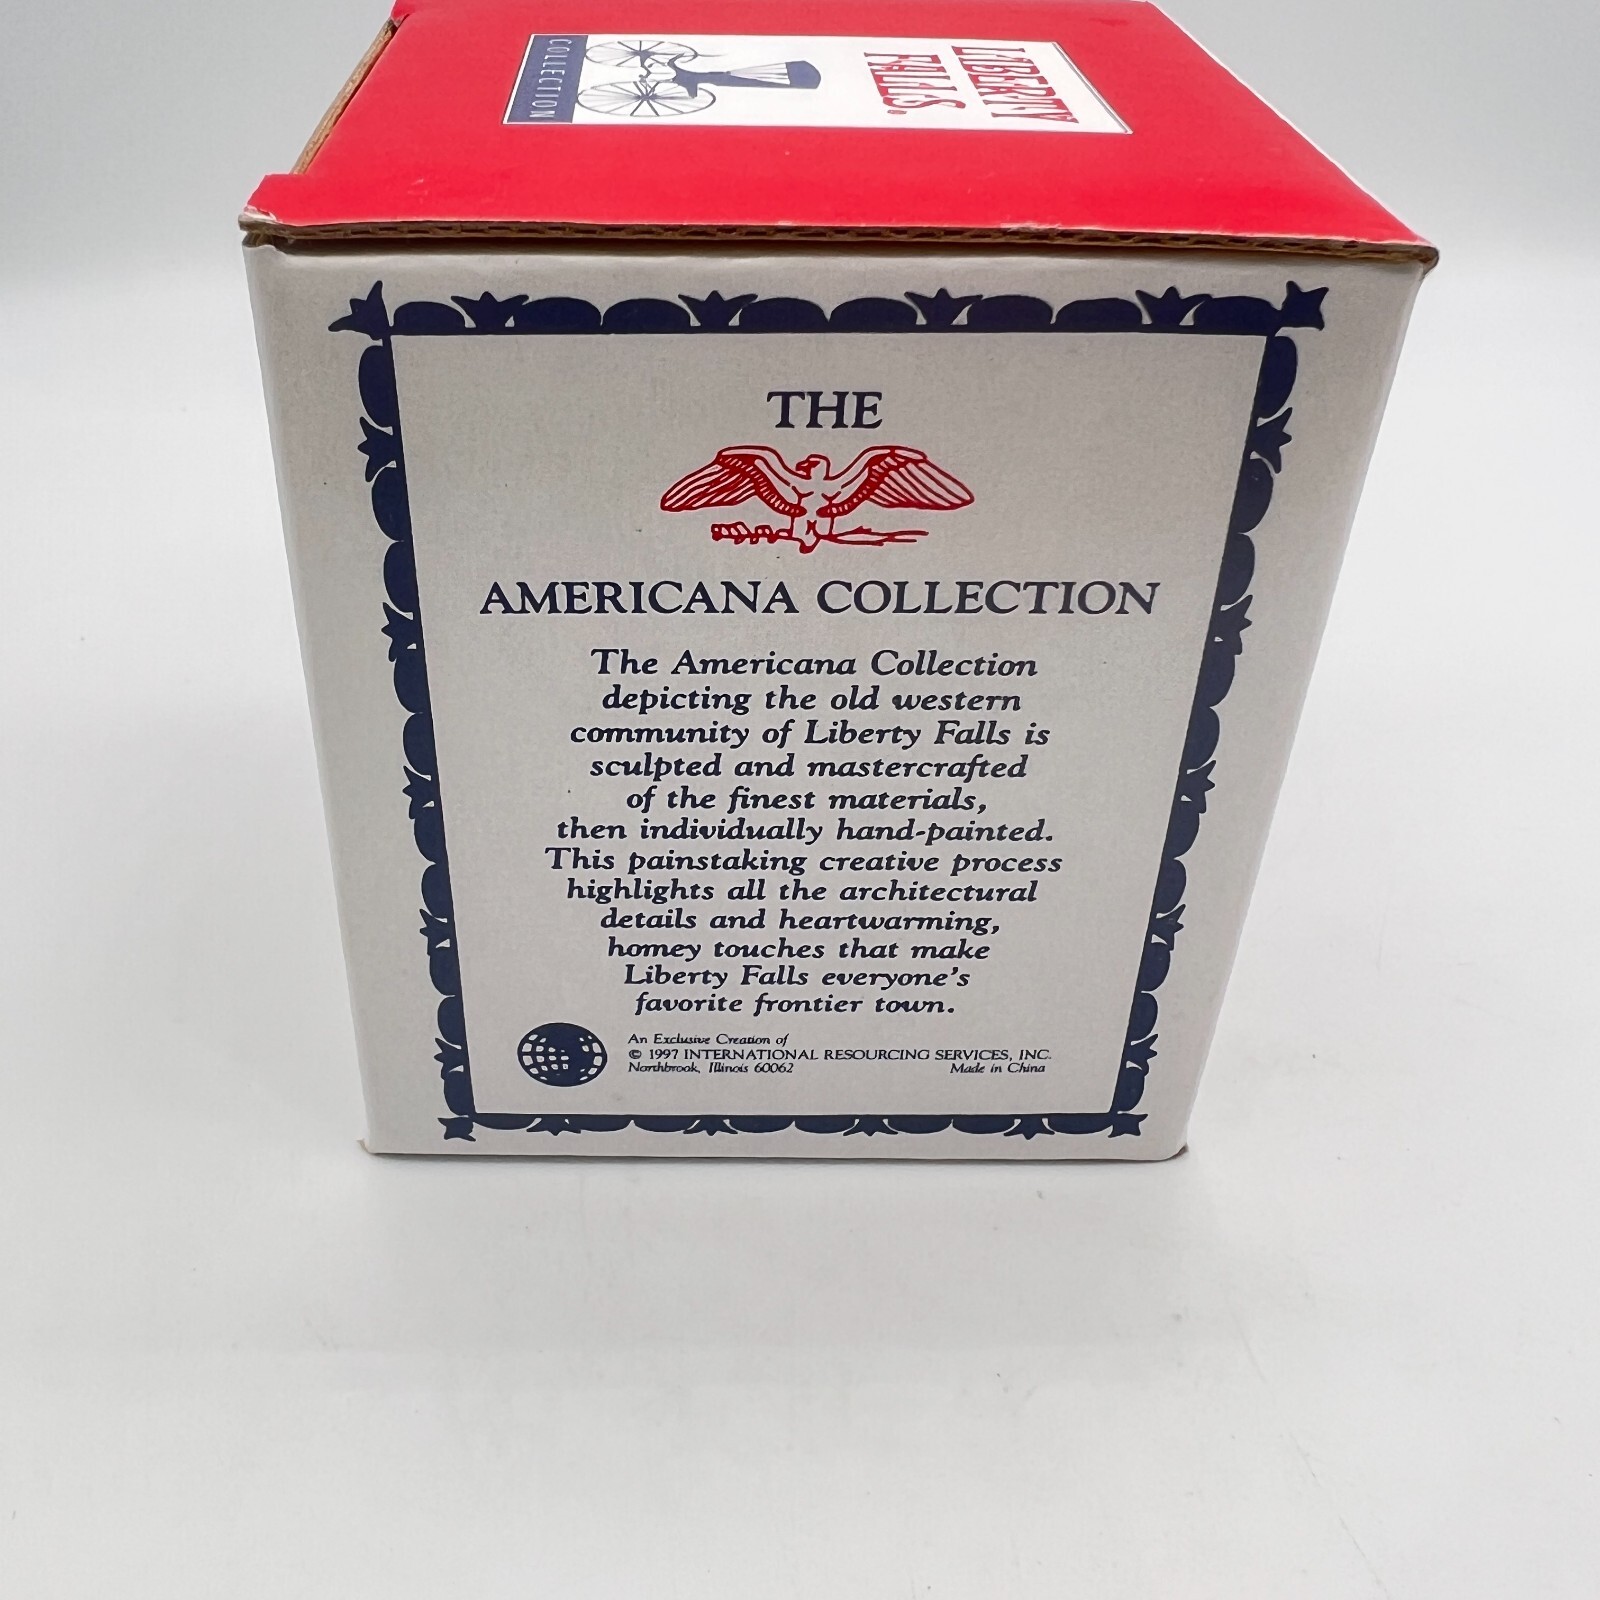 LIBERTY
FALLS.
COLLECTION
THE
AMERICANA COLLECTION
The Americana Collection
depicting the old western
community of Liberty Falls is
sculpted and mastercrafted
of the finest materials,
then individually hand-painted.
This painstaking creative process
highlights all the architectural
details and heartwarming,
homey touches that make
Liberty Falls everyone's
favorite frontier town.
An Exclusive Creation of
© 1997 INTERNATIONAL RESOURCING SERVICES, INC.
Northbrook, Illinois 60062 Made in China